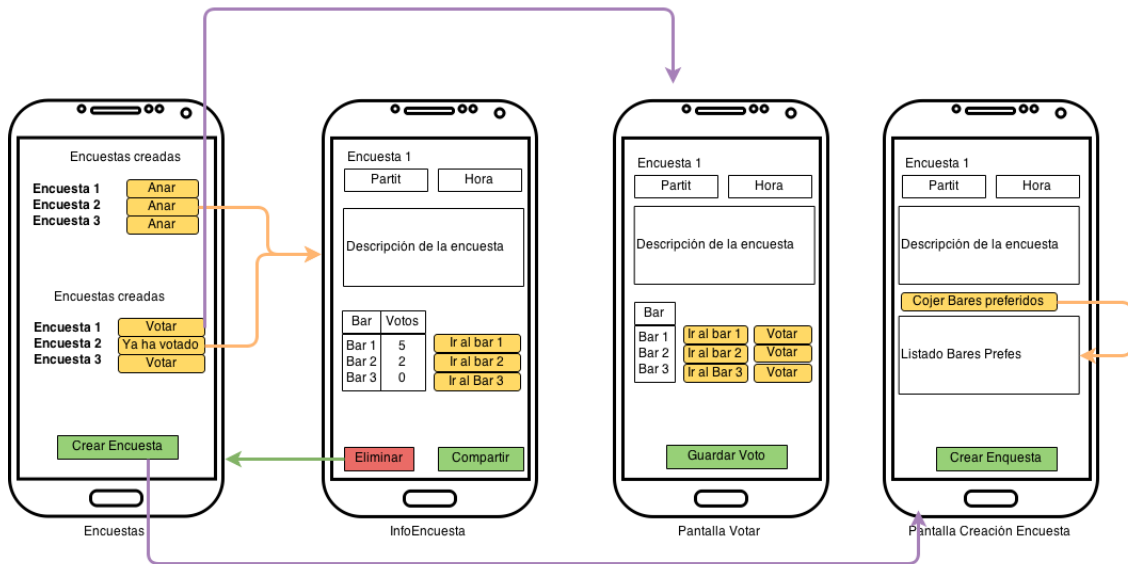 Encuestas creadas
Encuesta 1 Anar
Encuesta 2 Anar
Encuesta 3 Anar
Encuestas creadas
Encuesta 1 Votar
Encuesta 2 Ya ha votado
Encuesta 3 Votar
Crear Encuesta
Encuestas
Encuesta 1
Partit Hora
Descripción de la encuesta
Bar Votos
Bar 1 5 Ir al bar 1
Bar 2 2 Ir al bar 2
Bar 3 0 Ir al Bar 3
Eliminar Compartir
InfoEncuesta
Encuesta 1
Partit Hora
Descripción de la encuesta
Bar
Bar 1 Ir al bar 1 Votar
Bar 2 Ir al bar 2 Votar
Bar 3 Ir al Bar 3 Votar
Guardar Voto
Pantalla Votar
Encuesta 1
Partit Hora
Descripción de la encuesta
Cojer Bares preferidos
Listado Bares Prefes
Crear Enquesta
Pantalla Creación Encuesta